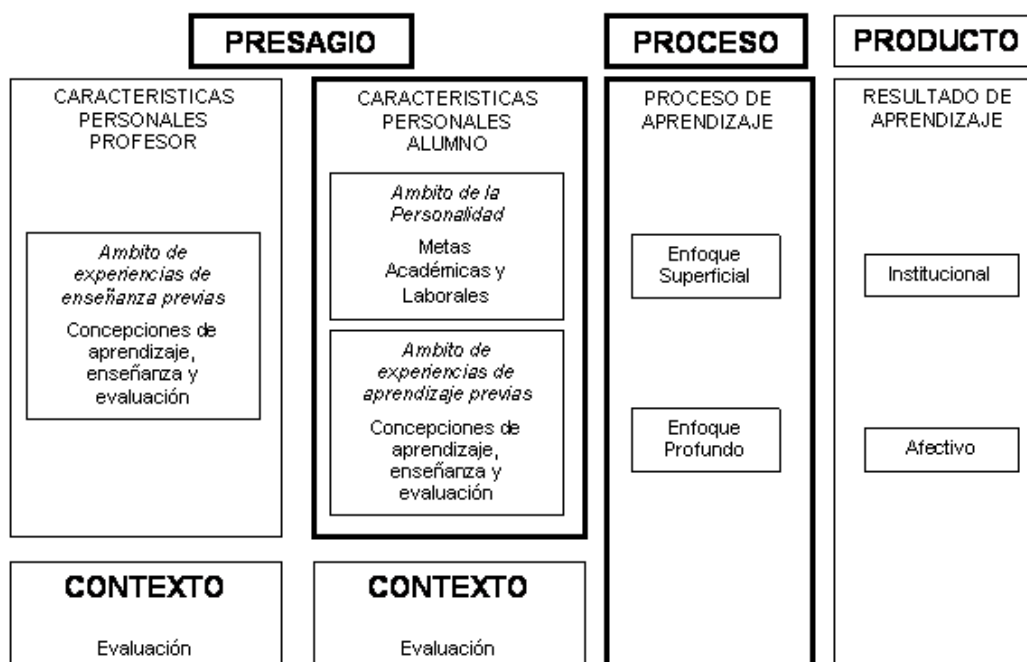 PRESAGIO
PROCESO
PRODUCTO
CARACTERISTICAS
PERSONALES
PROFESOR
Ambito de
experiencias de
enseñanza previas
Concepciones de
aprendizaje,
enseñanza y
evaluación
CARACTERISTICAS
PERSONALES
ALUMNO
Ambito de la
Personalidad
Metas
Académicas y
Laborales
Ambito de
experiencias de
aprendizaje previas
Concepciones de
aprendizaje,
enseñanza y
evaluación
PROCESO DE
APRENDIZAJE
Enfoque
Superficial
Enfoque
Profundo
RESULTADO DE
APRENDIZAJE
Institucional
Afectivo
CONTEXTO
Evaluación
CONTEXTO
Evaluación